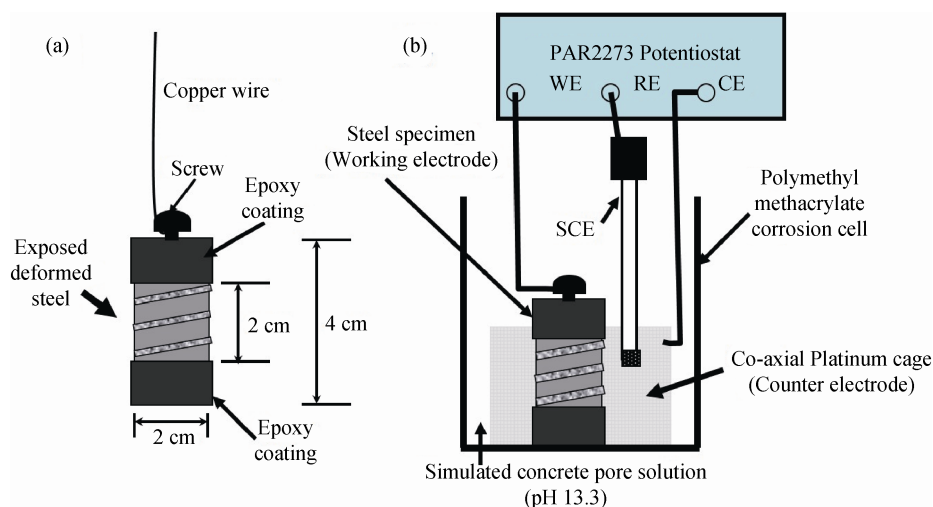 (a)
Copper wire
Screw
Epoxy
coating
Exposed
deformed
steel
2 cm
4 cm
2 cm
Epoxy
coating
(b)
PAR2273 Potentiostat
WE RE CE
Steel specimen
(Working electrode)
SCE
Polymethyl
methacrylate
corrosion cell
Co-axial Platinum cage
(Counter electrode)
Simulated concrete pore solution
(pH 13.3)